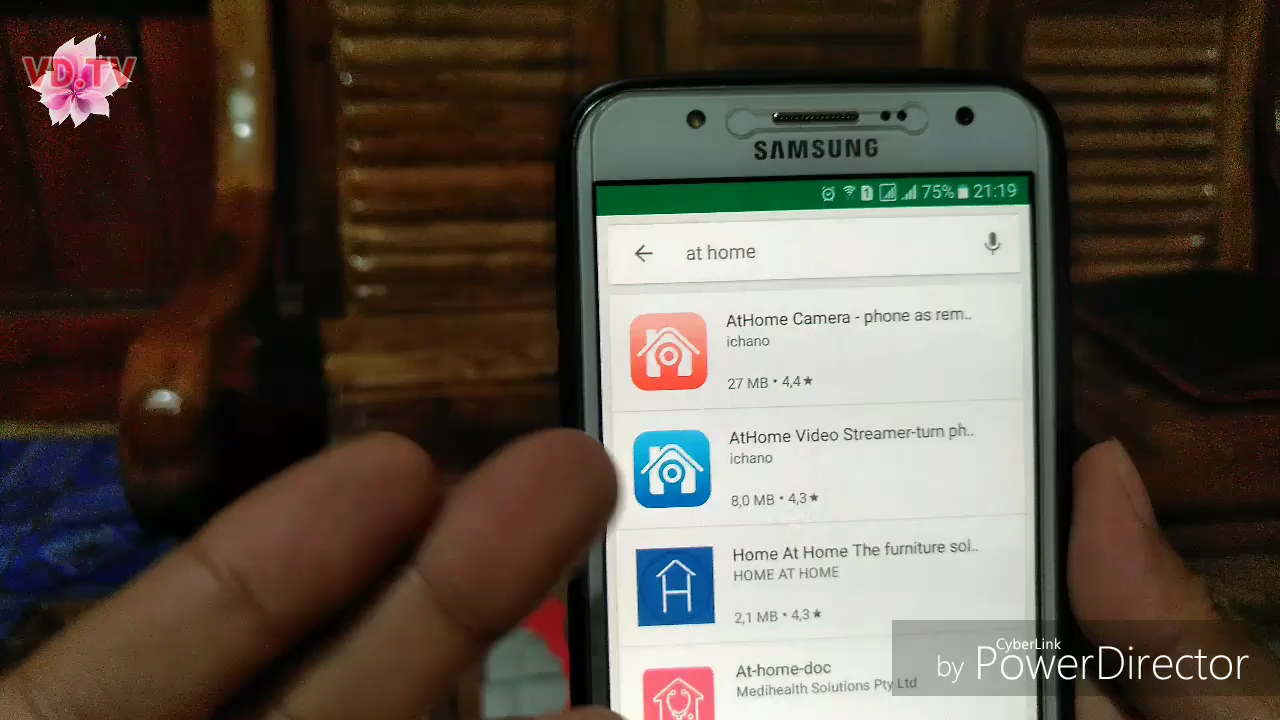 VD.TV
SAMSUNG
1 75% 21:19
at home
AtHome Camera - phone as rem..
ichano
27 MB • 4,4★
AtHome Video Streamer-turn ph..
ichano
8,0 MB • 4,3★
Home At Home The furniture sol..
HOME AT HOME
2,1 MB • 4,3★
At-home-doc
Medihealth Solutions Pty Ltd
CyberLink
by PowerDirector